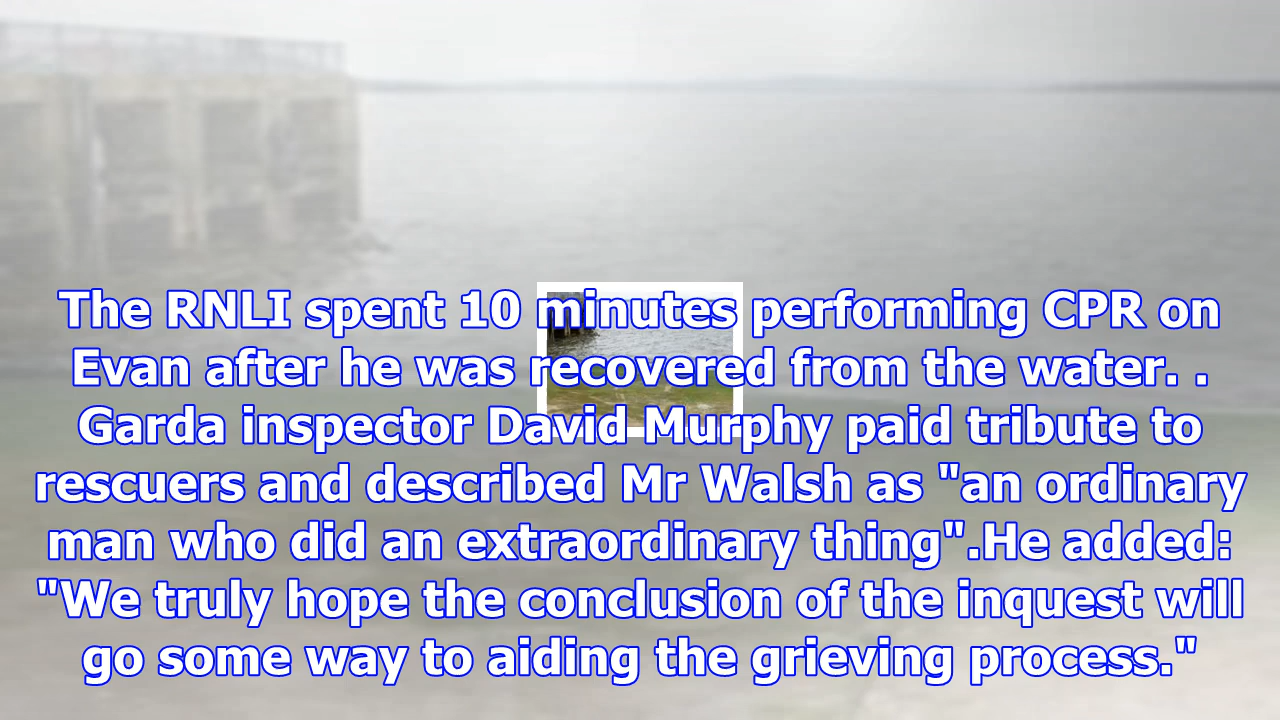 The RNLI spent 10 minutes performing CPR on
Evan after he was recovered from the water. .
Garda inspector David Murphy paid tribute to
rescuers and described Mr Walsh as "an ordinary
man who did an extraordinary thing".He added:
"We truly hope the conclusion of the inquest will
go some way to aiding the grieving process."